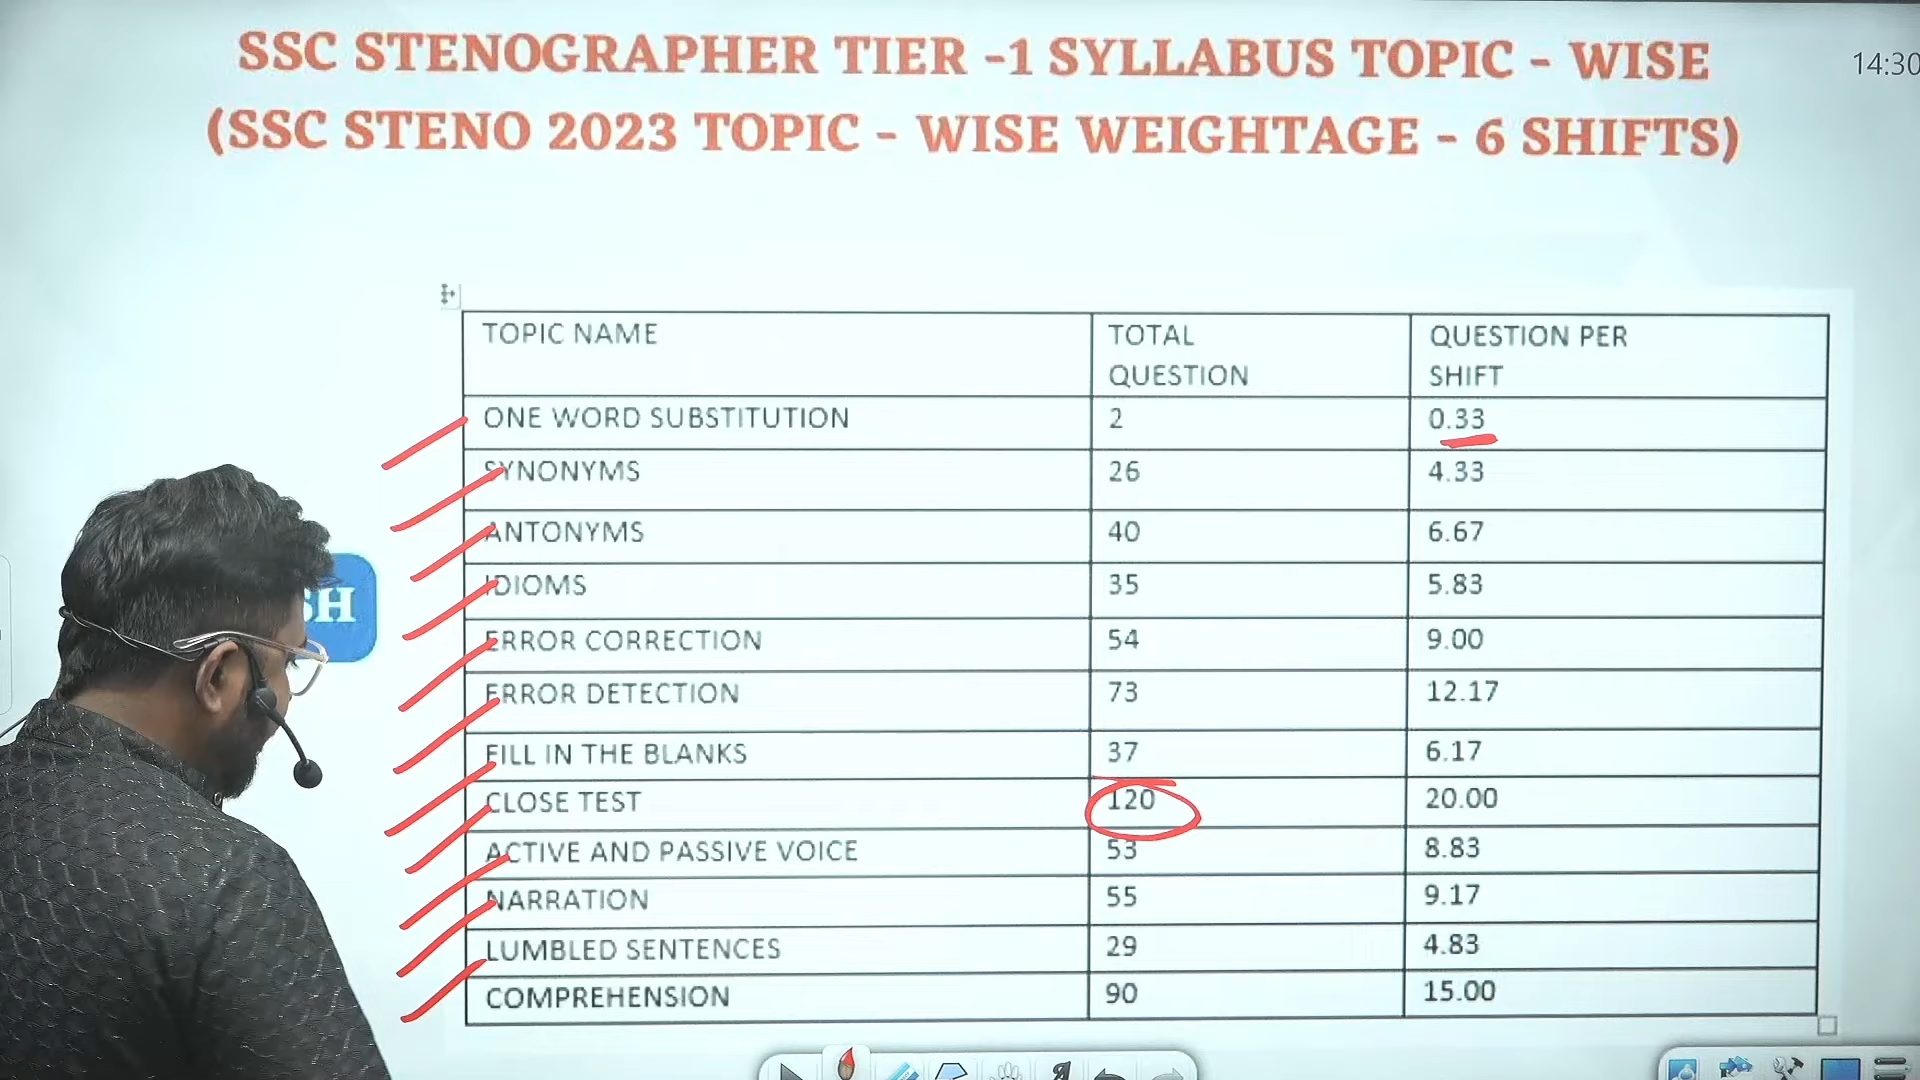 SSC STENOGRAPHER TIER -1 SYLLABUS TOPIC - WISE
(SSC STENO 2023 TOPIC - WISE WEIGHTAGE - 6 SHIFTS)
14:30
TOPIC NAME TOTAL QUESTION QUESTION PER SHIFT
ONE WORD SUBSTITUTION 2 0.33
SYNONYMS 26 4.33
ANTONYMS 40 6.67
IDIOMS 35 5.83
SH
ERROR CORRECTION 54 9.00
ERROR DETECTION 73 12.17
FILL IN THE BLANKS 37 6.17
CLOSE TEST 120 20.00
ACTIVE AND PASSIVE VOICE 53 8.83
NARRATION 55 9.17
LUMBLED SENTENCES 29 4.83
COMPREHENSION 90 15.00